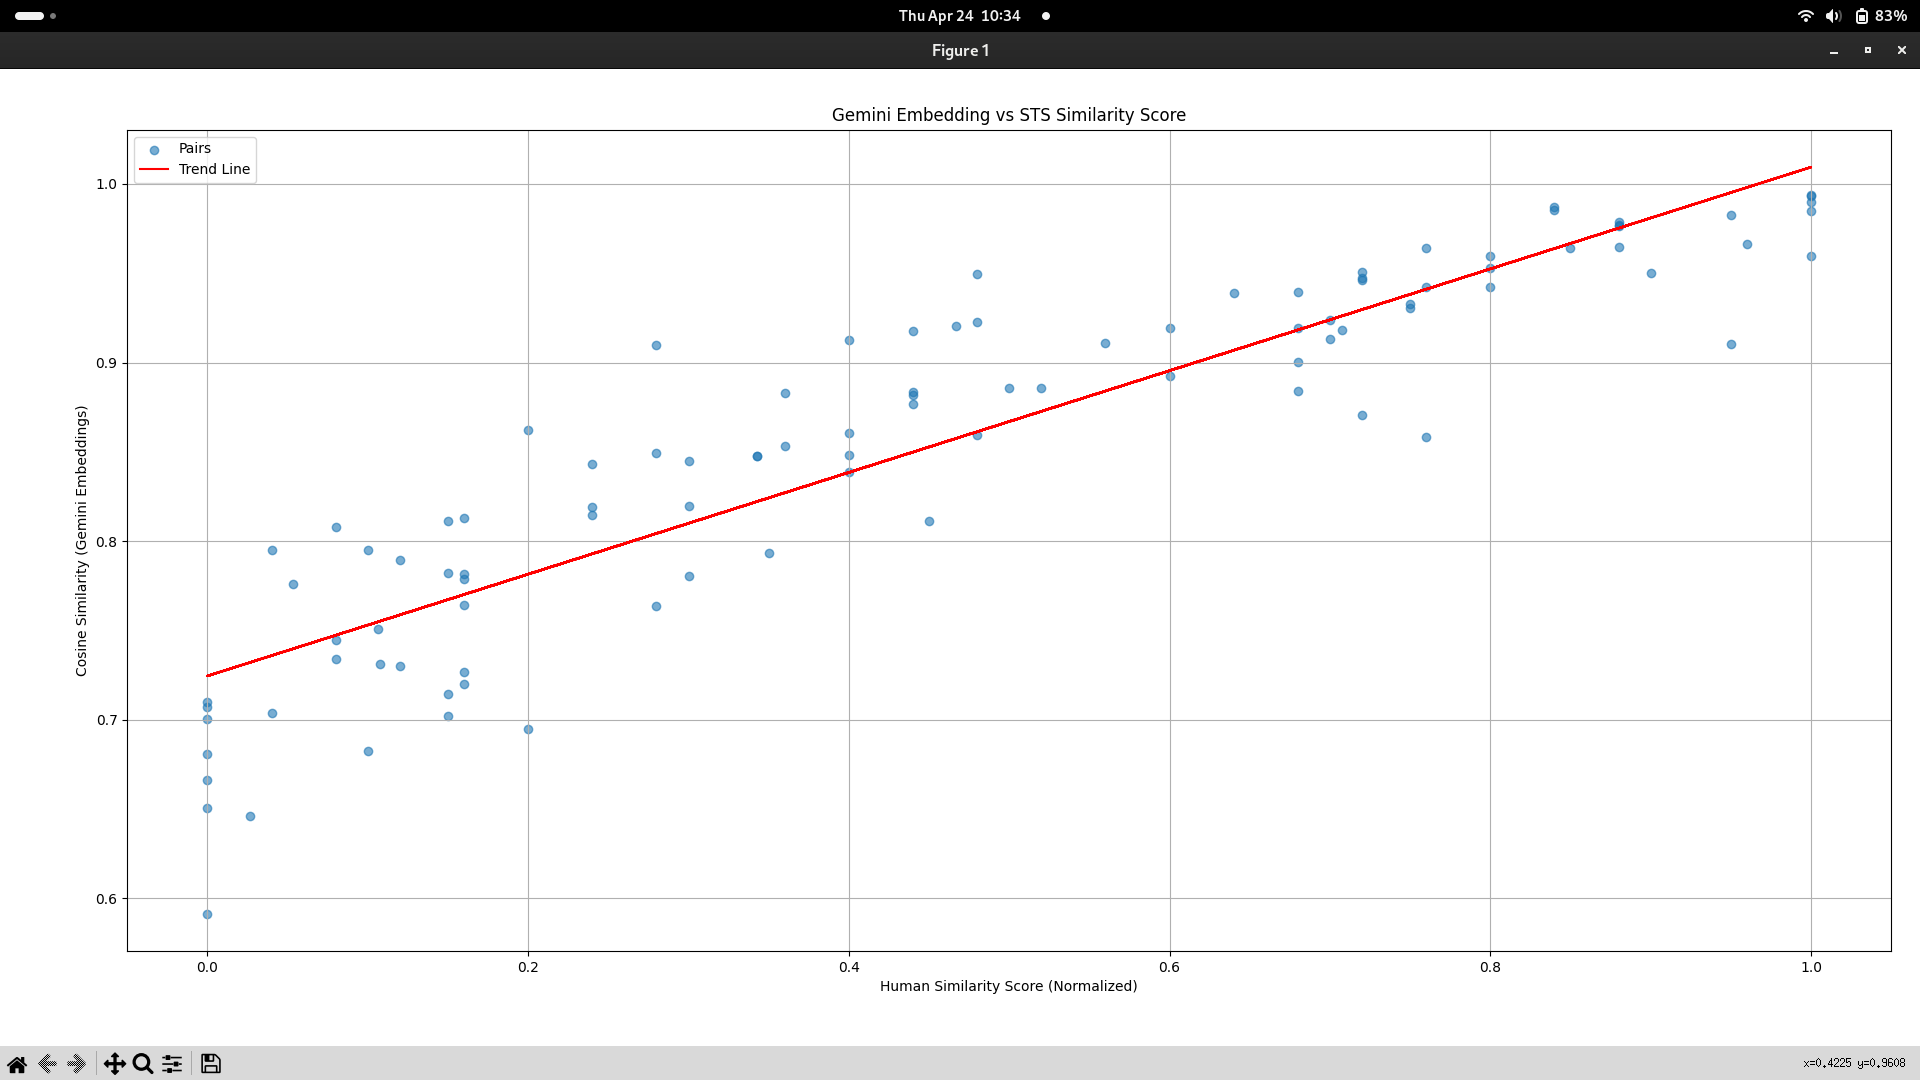 Thu Apr 24 10:34
83%
Figure 1
Gemini Embedding vs STS Similarity Score
Pairs
Trend Line
1.0
0.9
0.8
0.7
0.6
Cosine Similarity (Gemini Embeddings)
0.0 0.2 0.4 0.6 0.8 1.0
Human Similarity Score (Normalized)
x=0.4225 y=0.9608